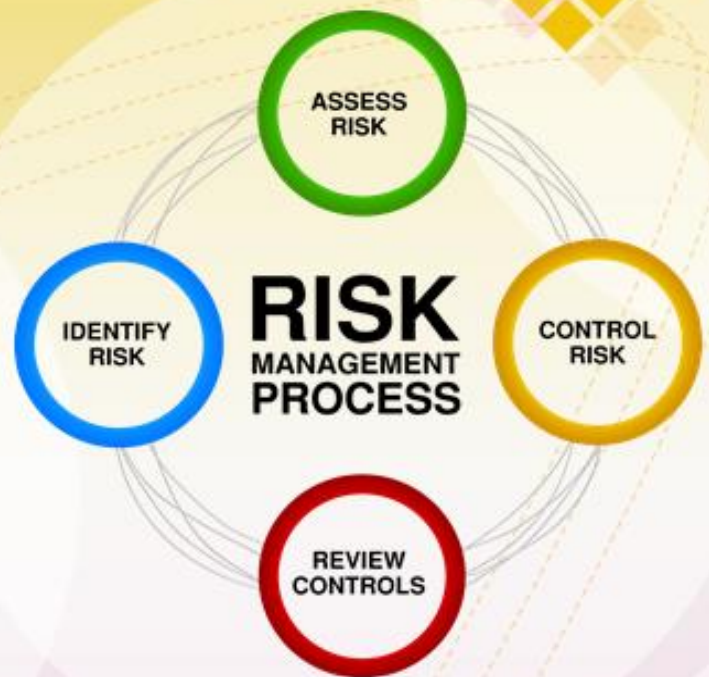 ASSESS
RISK
IDENTIFY
RISK
RISK
MANAGEMENT
PROCESS
CONTROL
RISK
REVIEW
CONTROLS